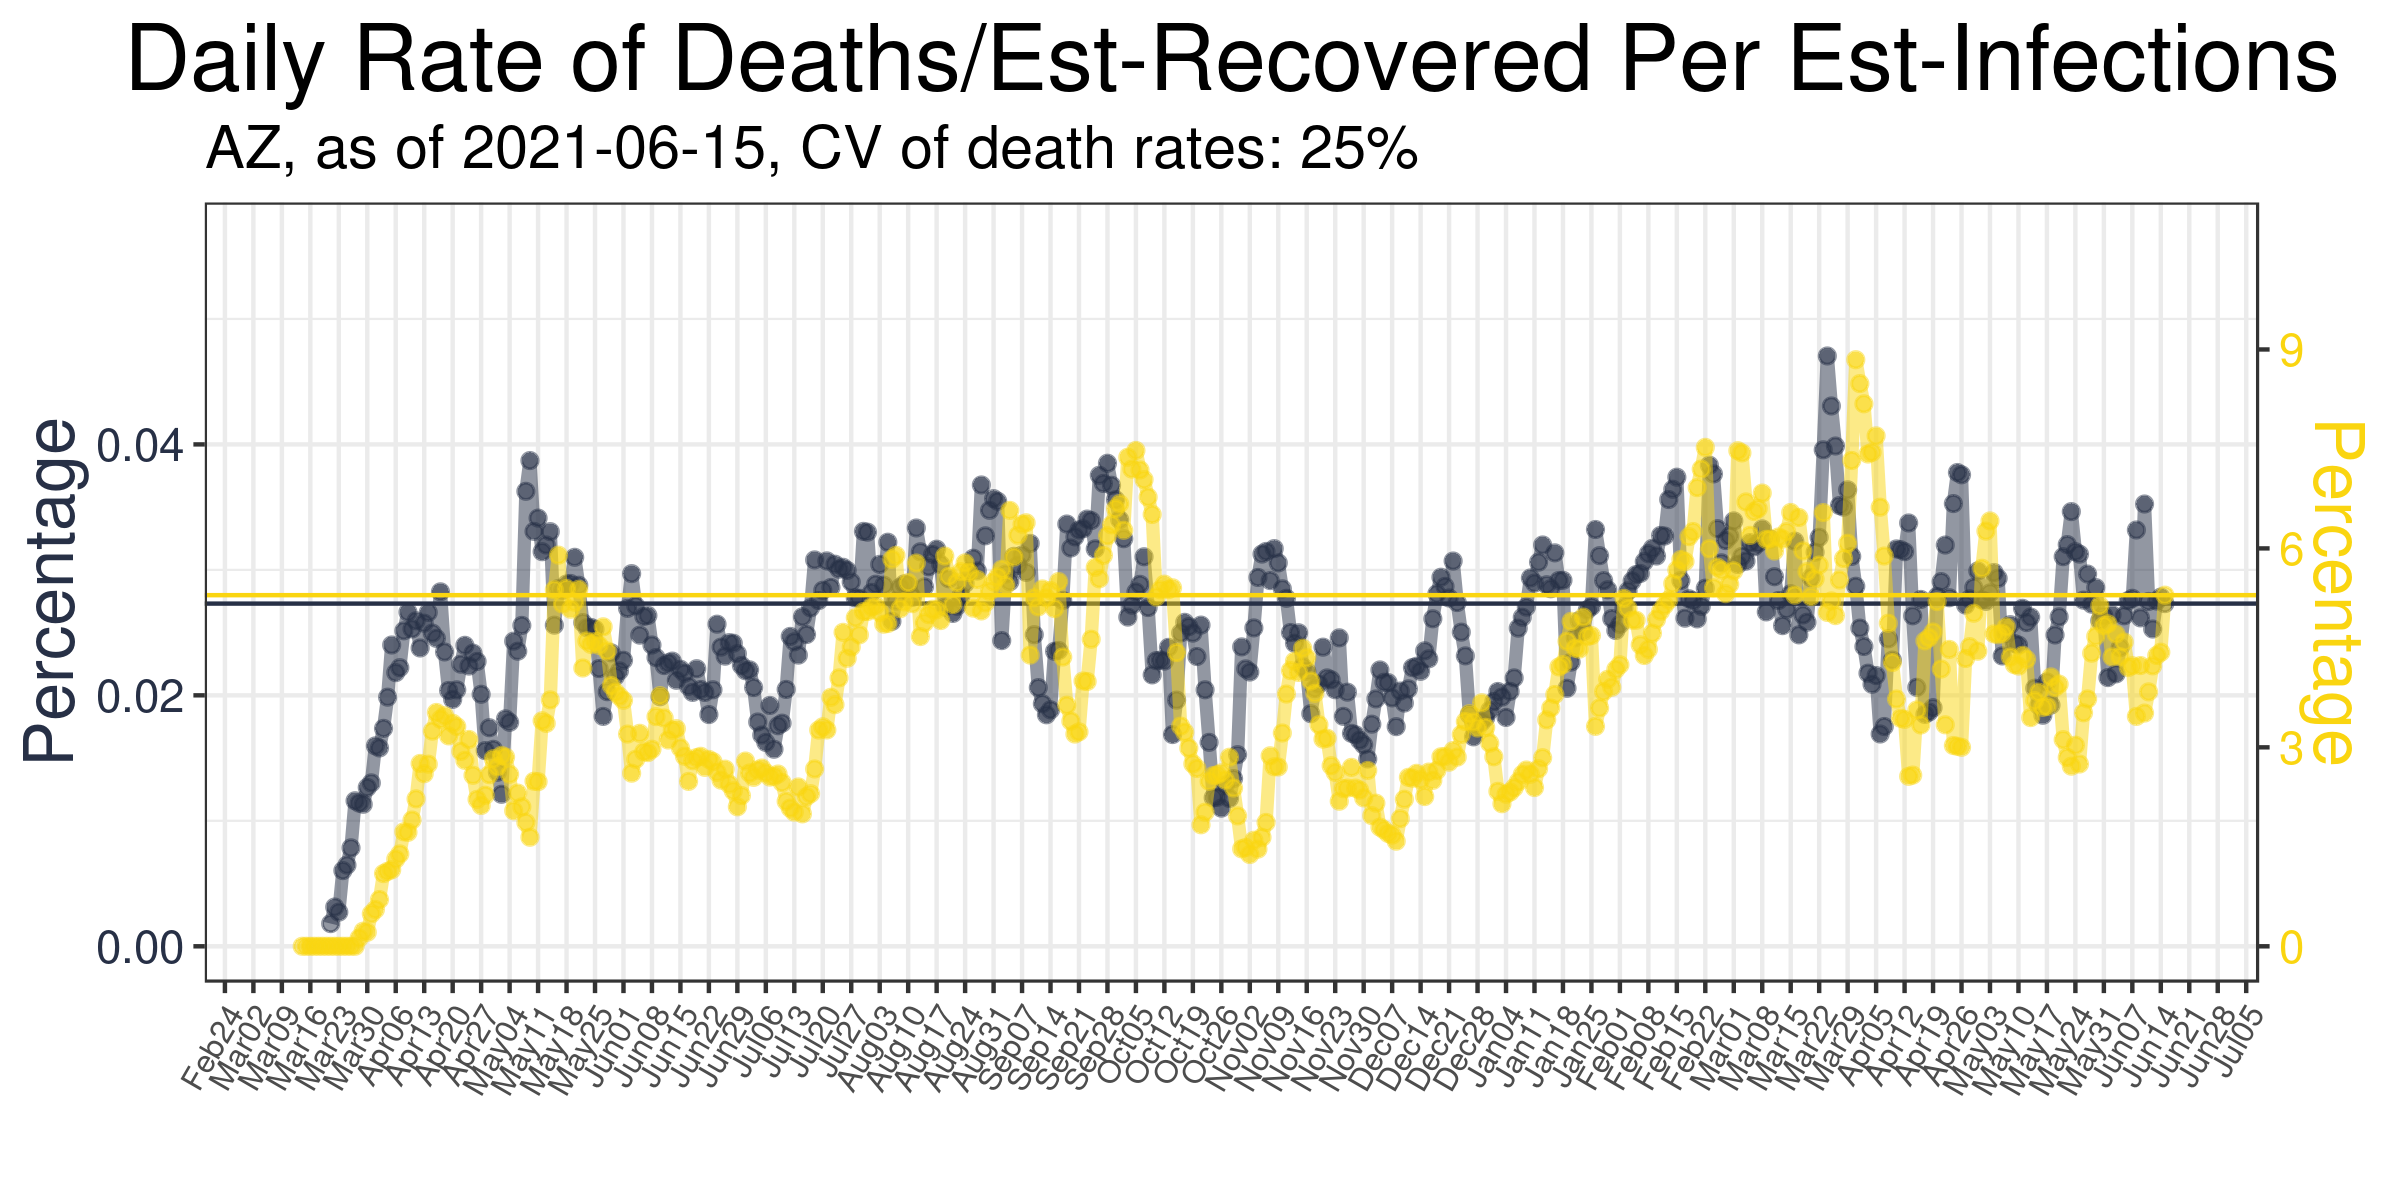 Daily Rate of Deaths/Est-Recovered Per Est-Infections
AZ, as of 2021-06-15, CV of death rates: 25%
Percentage
0.04
0.02
0.00
9
6
3
0
Percentage
Feb24
Mar02
Mar09
Mar16
Mar23
Mar30
Apr06
Apr13
Apr20
Apr27
May04
May11
May18
May25
Jun01
Jun08
Jun15
Jun22
Jun29
Jul06
Jul13
Jul20
Jul27
Aug03
Aug10
Aug17
Aug24
Aug31
Sep07
Sep14
Sep21
Sep28
Oct05
Oct12
Oct19
Oct26
Nov02
Nov09
Nov16
Nov23
Nov30
Dec07
Dec14
Dec21
Dec28
Jan04
Jan11
Jan18
Jan25
Feb01
Feb08
Feb15
Feb22
Mar01
Mar08
Mar15
Mar22
Mar29
Apr05
Apr12
Apr19
Apr26
May03
May10
May17
May24
May31
Jun07
Jun14
Jun21
Jun28
Jul05